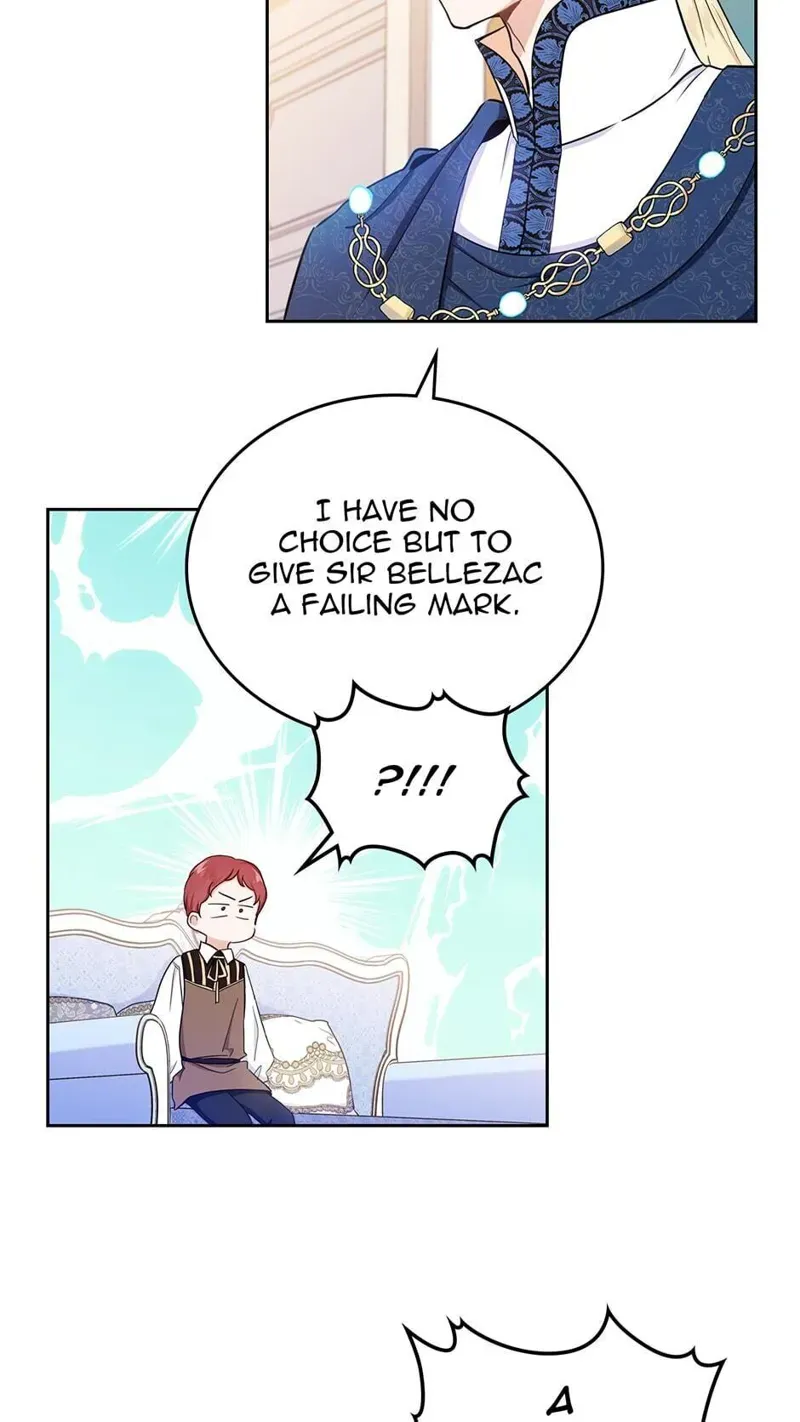 I HAVE NO
CHOICE BUT TO
GIVE SIR BELLEZAC
A FAILING MARK.
?!!!
A